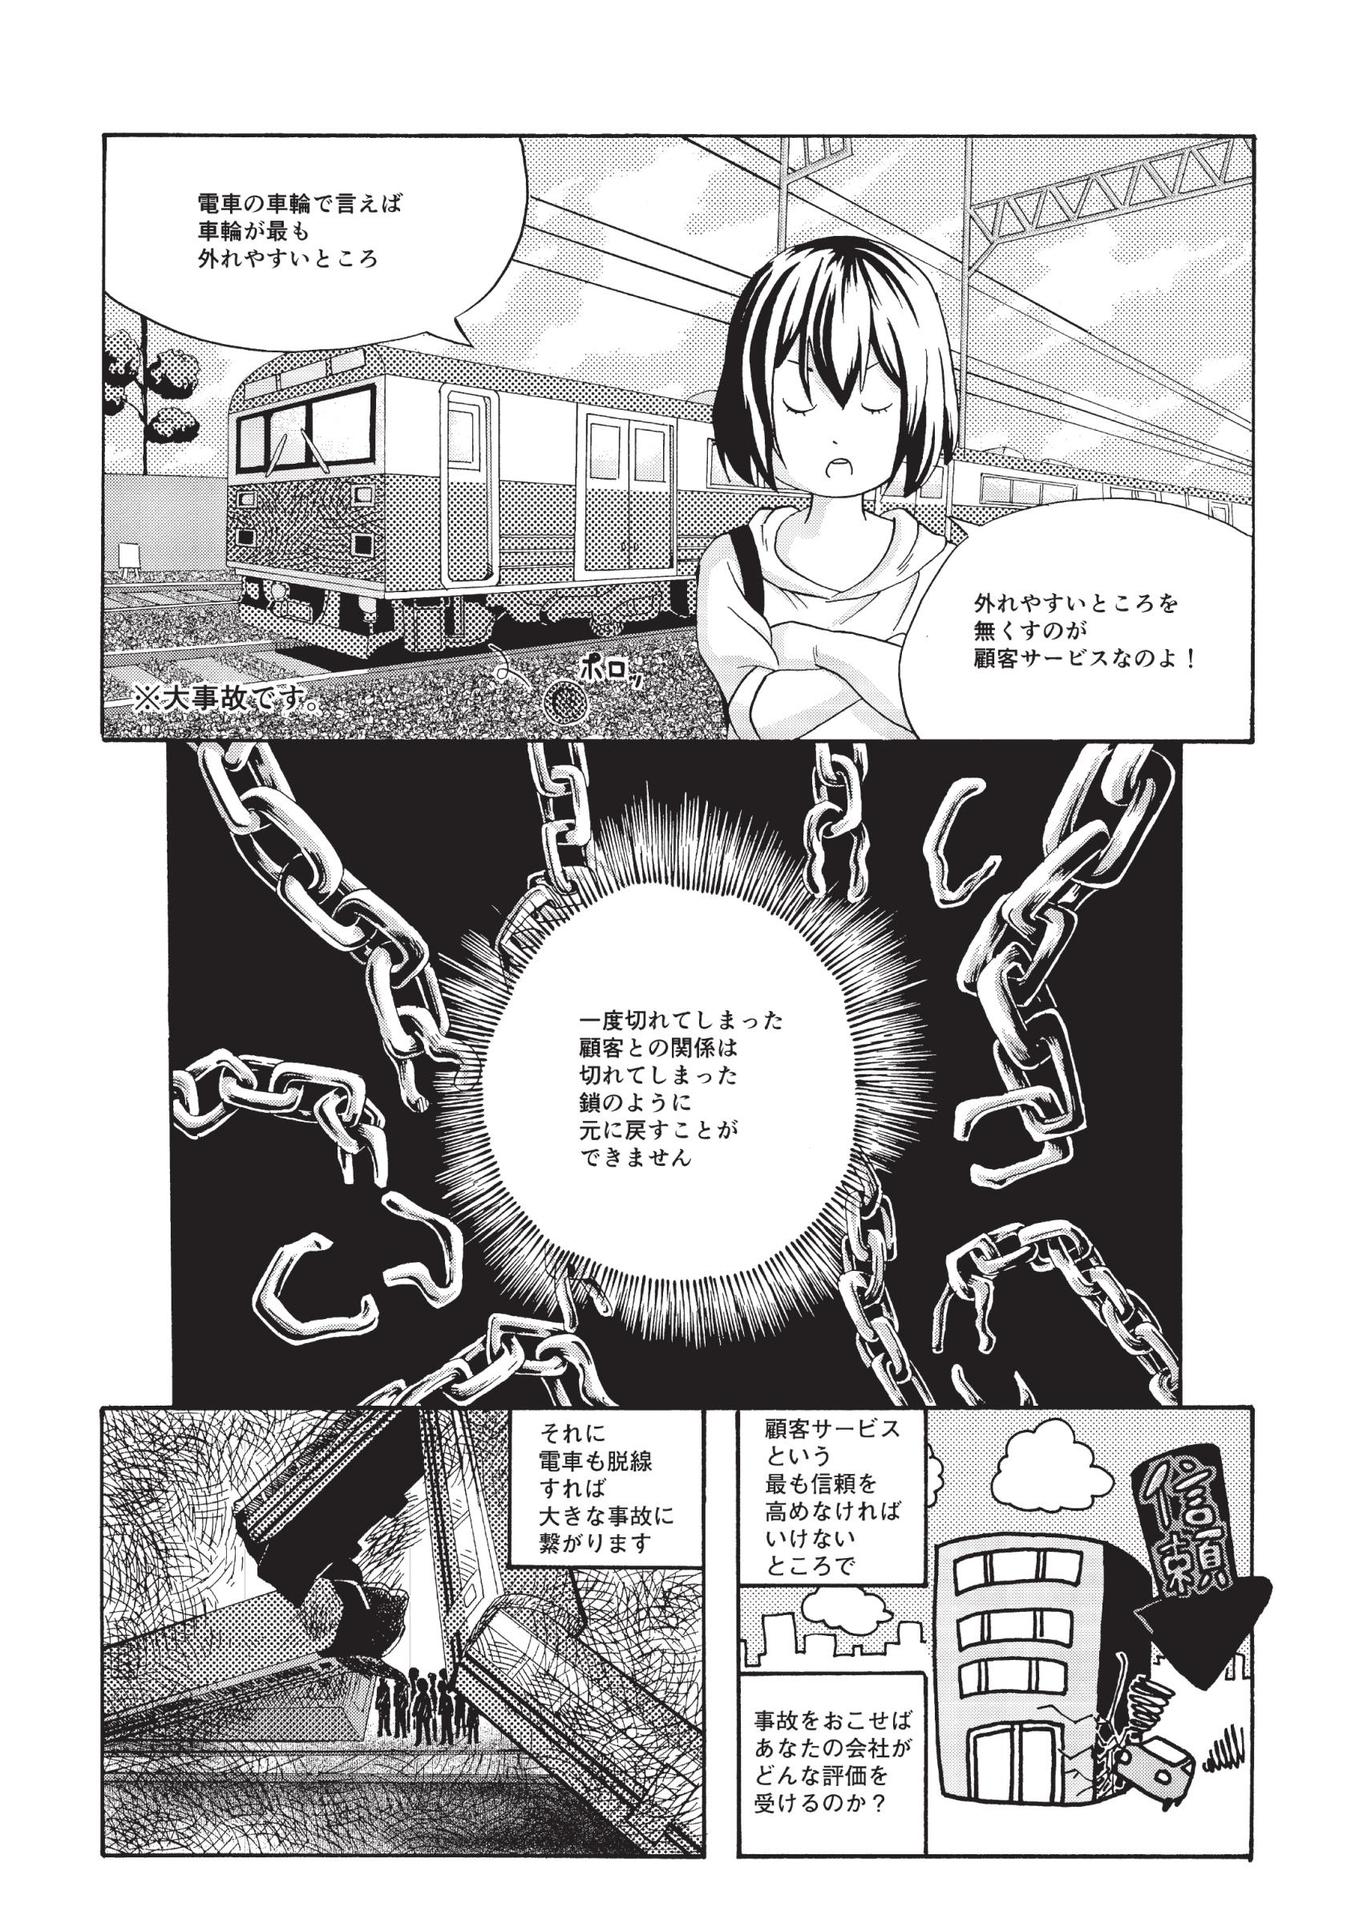 電車の車輪で言えば
車輪が最も
外れやすいところ
外れやすいところを
無くすのが
顧客サービスなのよ！
ポロッ
※大事故です。
一度切れてしまった
顧客との関係は
切れてしまった
鎖のように
元に戻すことが
できません
それに
電車も脱線
すれば
大きな事故に
繋がります
顧客サービス
という
最も信頼を
高めなければ
いけない
ところで
信頼
事故をおこせば
あなたの会社が
どんな評価を
受けるのか？